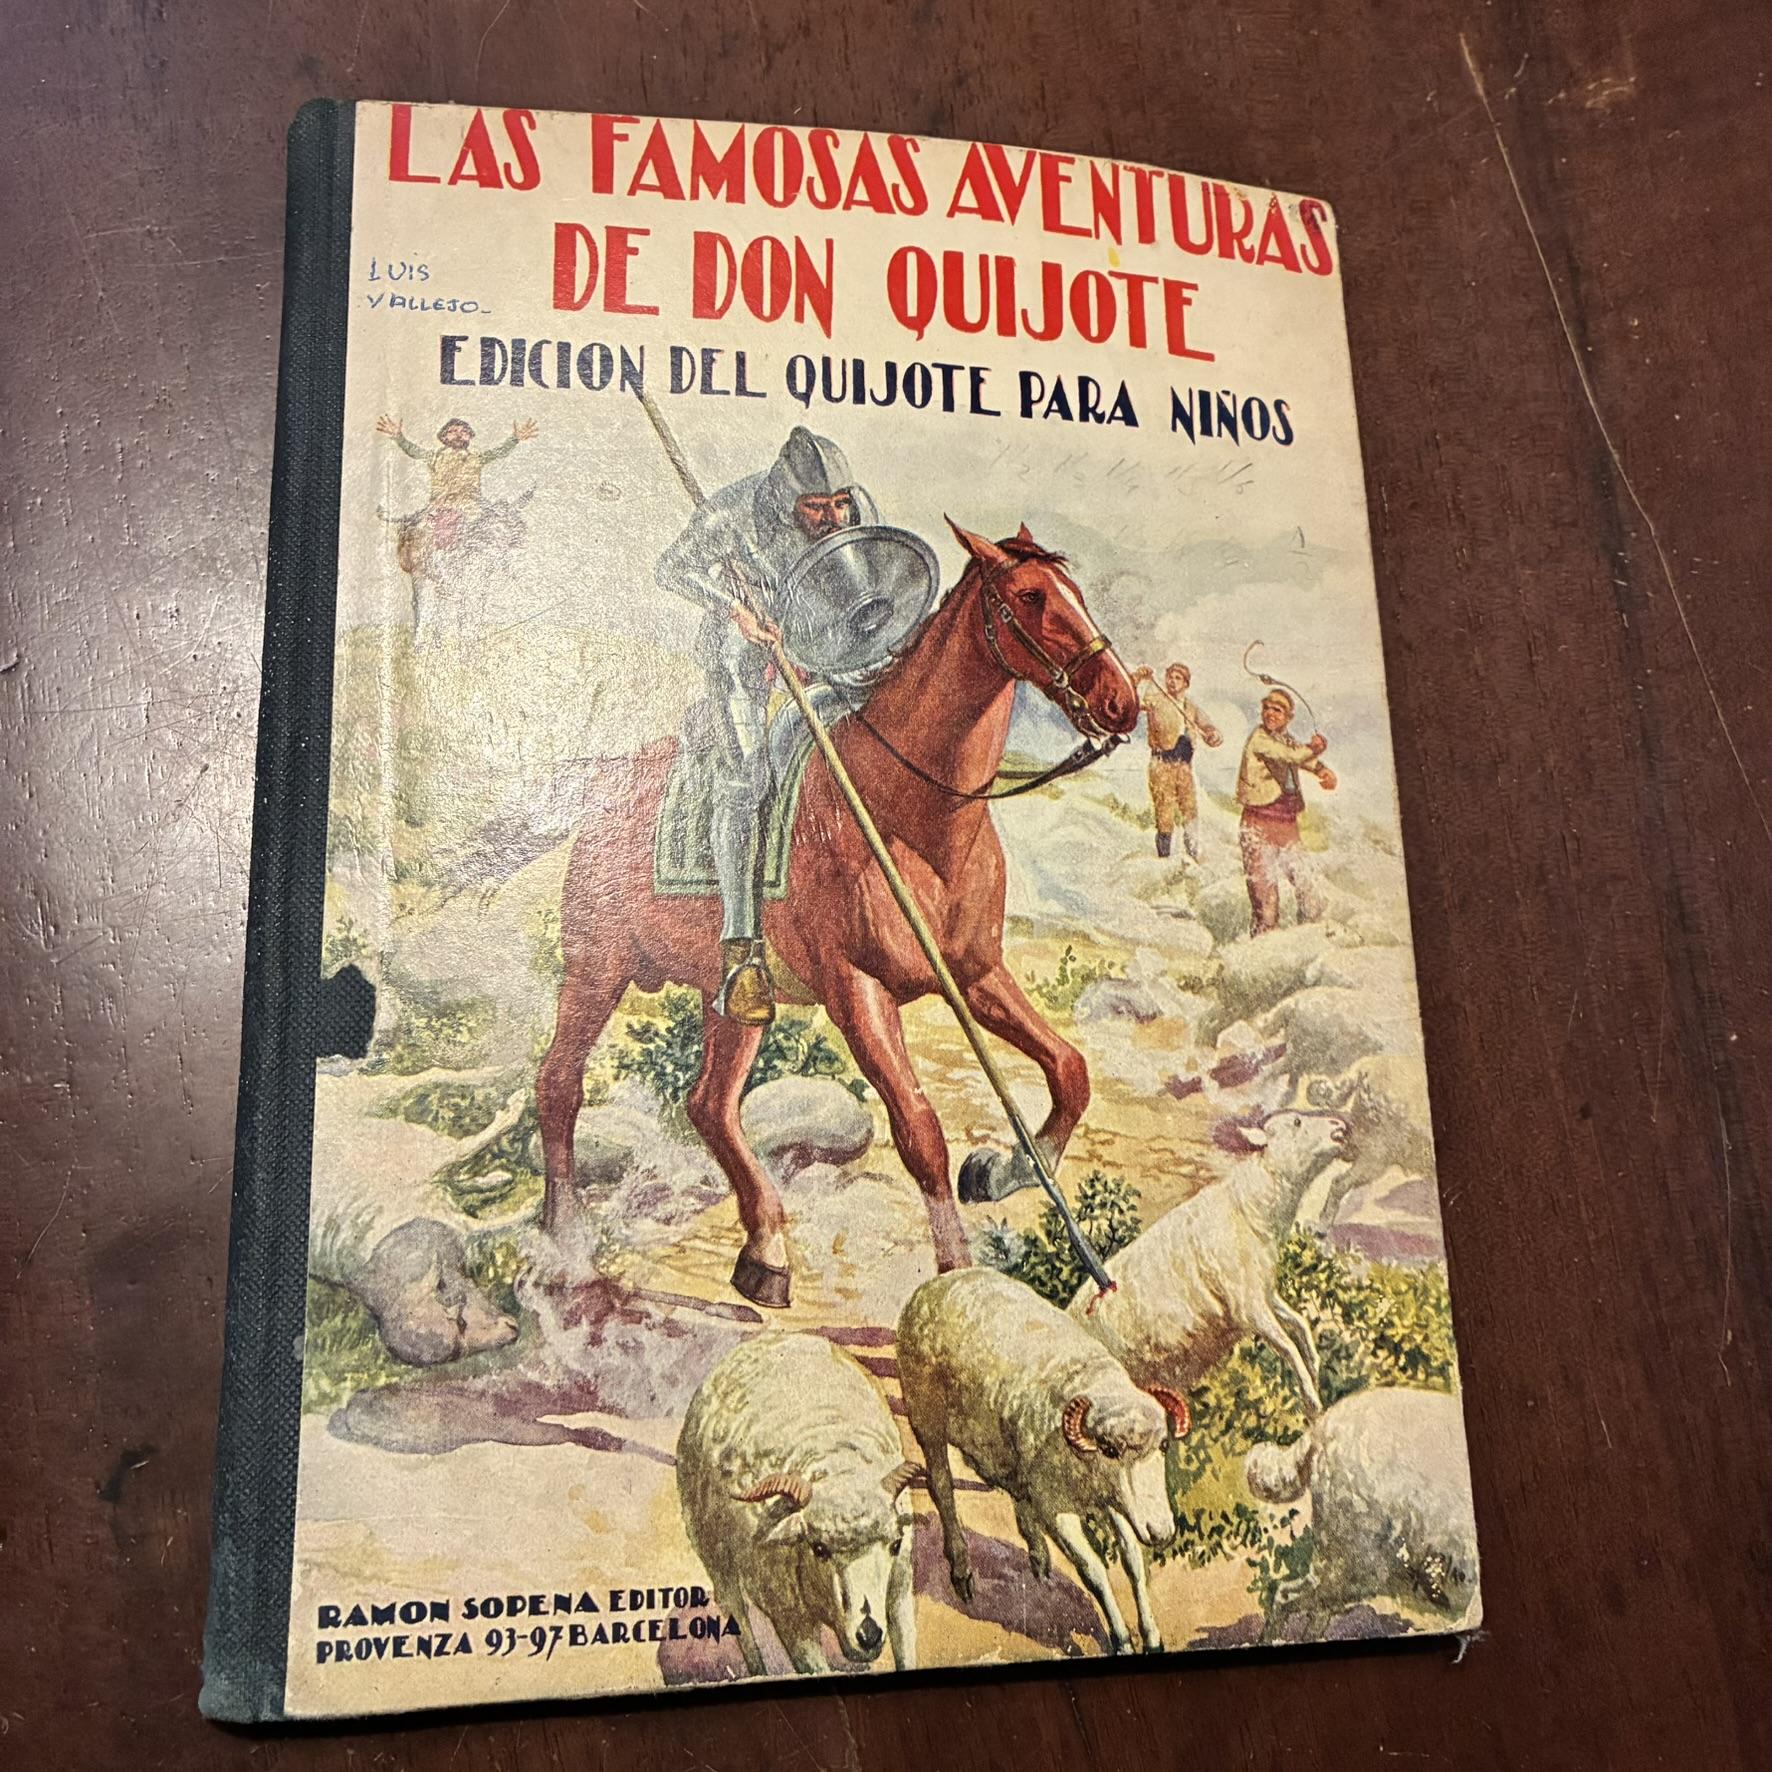 LAS FAMOSAS AVENTURAS
DE DON QUIJOTE
LUIS
VALLEJO
EDICION DEL QUIJOTE PARA NIÑOS
RAMON SOPENA EDITOR
PROVENZA 93-97 BARCELONA